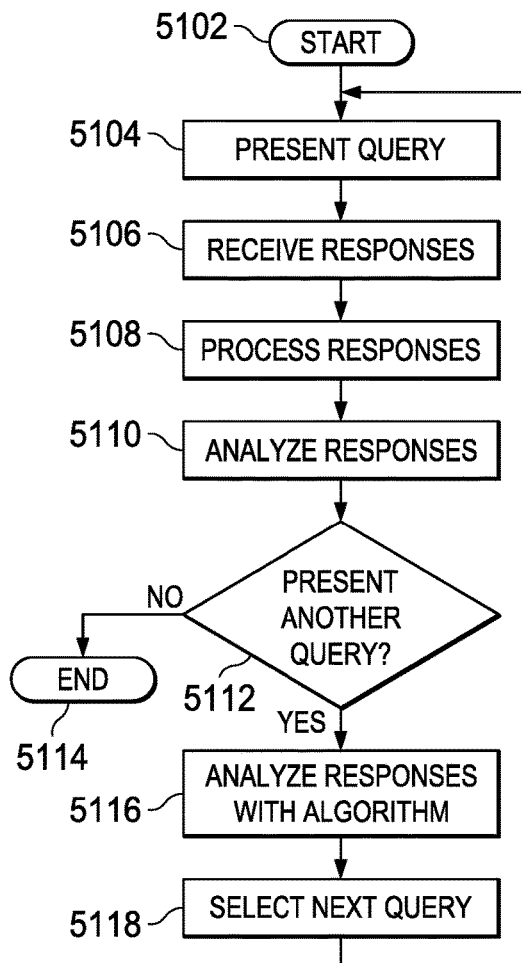 5102
START
5104
PRESENT QUERY
5106
RECEIVE RESPONSES
5108
PROCESS RESPONSES
5110
ANALYZE RESPONSES
PRESENT
ANOTHER
QUERY?
NO
END
5114
5112
YES
5116
ANALYZE RESPONSES
WITH ALGORITHM
5118
SELECT NEXT QUERY